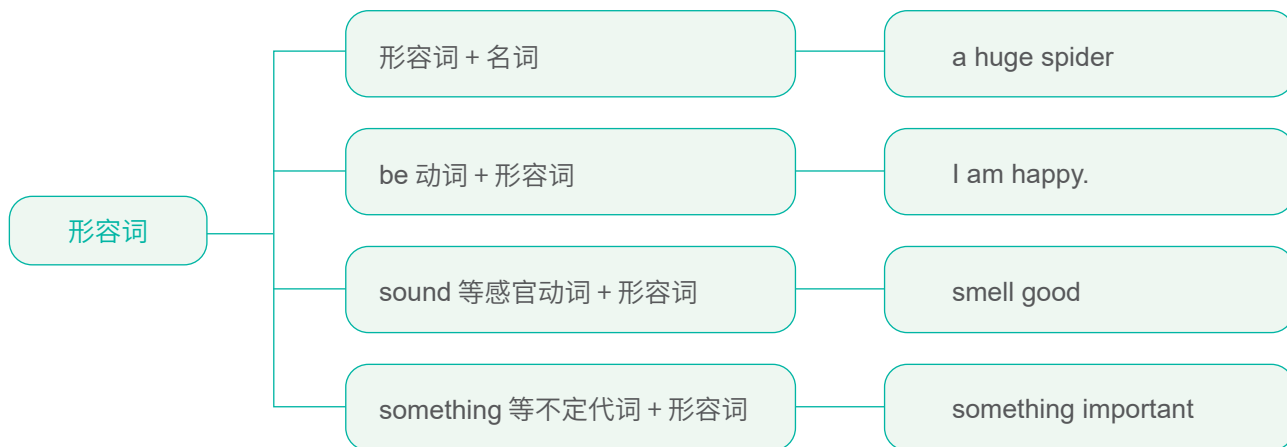 形容词
形容词 + 名词
a huge spider
be 动词 + 形容词
I am happy.
sound 等感官动词 + 形容词
smell good
something 等不定代词 + 形容词
something important